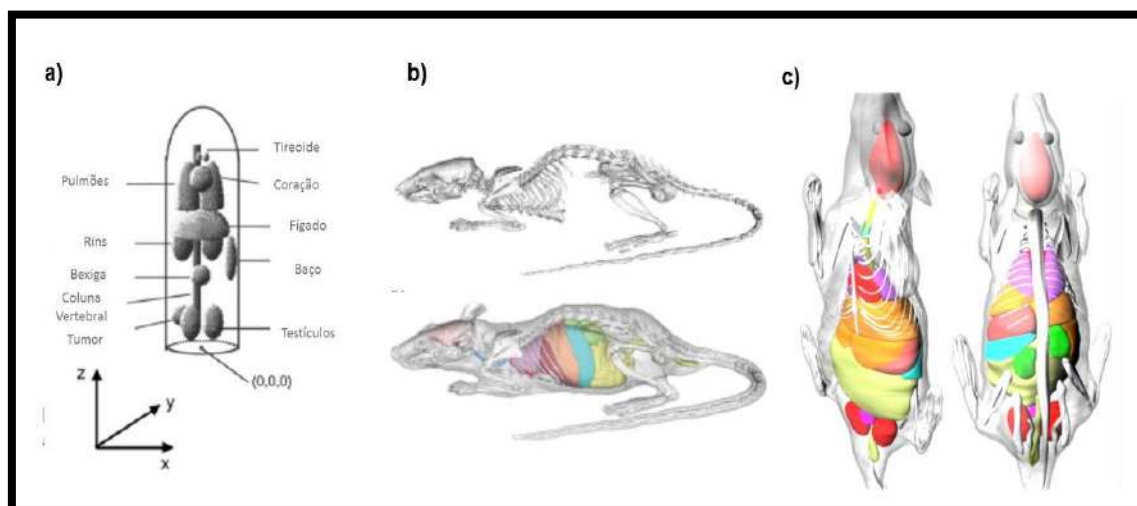 a)
b)
c)
Tireoide
Pulmões
Coração
Fígado
Rins
Baço
Bexiga
Coluna
Vertebral
Tumor
Testículos
(0,0,0)
z
y
x